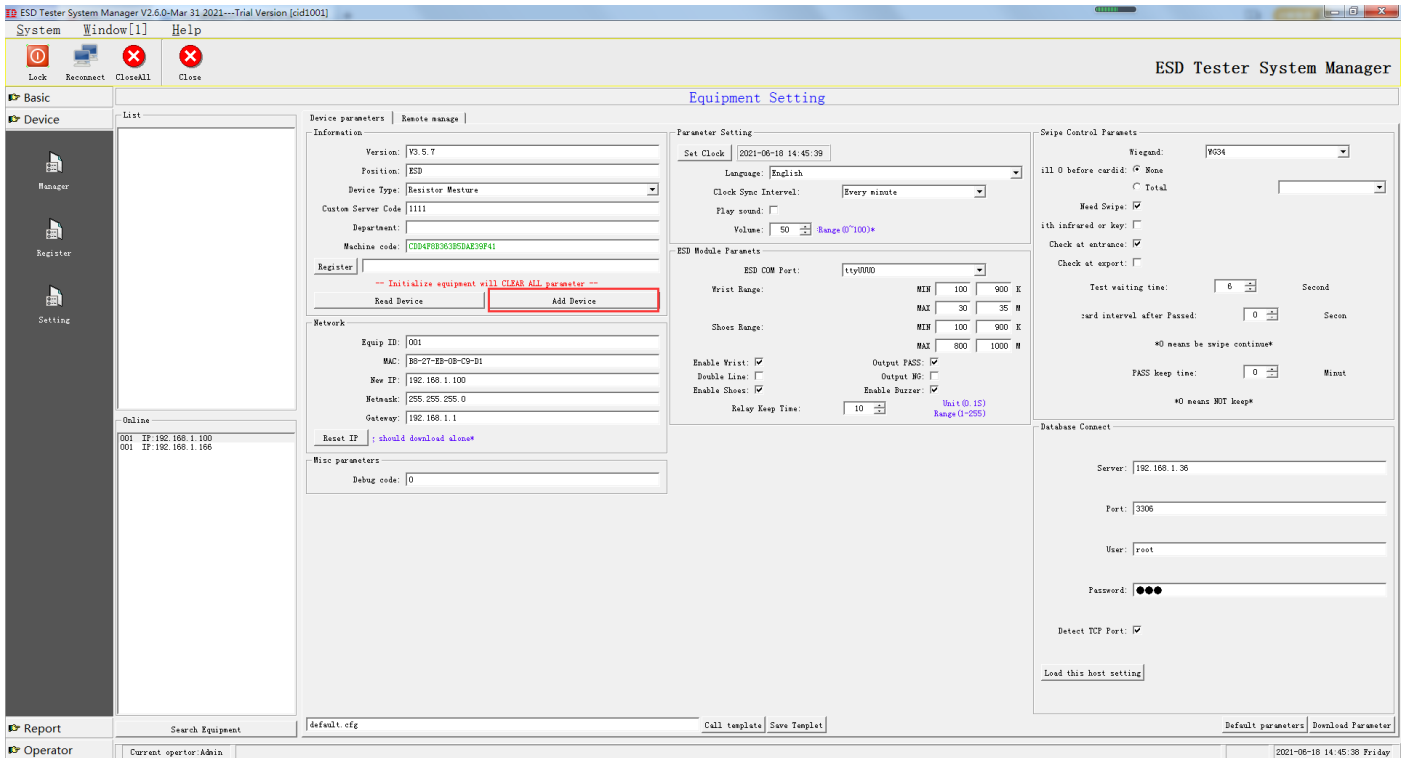 ESD Tester System Manager V2.6.0-Mar 31 2021---Trial Version [cid1001]
System Window[1] Help
Lock Reconnect CloseAll Close
ESD Tester System Manager
Basic
Device
Manager
Register
Setting
Report
Operator
Equipment Setting
List
Online
001 IP:192.168.1.100
001 IP:192.168.1.166
Search Equipment
Device parameters Remote manage
Information
Version: V3.5.7
Position: ESD
Device Type: Resistor Mesture
Custom Server Code 1111
Department:
Machine code: CDD4F8B363B5DAE39F41
Register
-- Initialize equipment will CLEAR ALL parameter --
Read Device Add Device
Network
Equip ID: 001
MAC: B8-27-EB-0B-C9-D1
New IP: 192.168.1.100
Netmask: 255.255.255.0
Gateway: 192.168.1.1
Reset IP ; should download alone*
Misc parameters
Debug code: 0
Parameter Setting
Set Clock 2021-06-18 14:45:39
Language: English
Clock Sync Interval: Every minute
Play sound:
Volume: 50 :Range(0~100)*
ESD Module Paramets
ESD COM Port: ttyUUU0
Wrist Range: MIN 100 900 K
MAX 30 35 M
Shoes Range: MIN 100 900 K
MAX 800 1000 M
Enable Wrist: Output PASS:
Double Line: Output NG:
Enable Shoes: Enable Buzzer:
Relay Keep Time: 10 Unit(0.1S)
Range(1-255)
Swipe Control Paramets
Wiegand: WG34
ill 0 before cardid: None
Total
Need Swipe:
ith infrared or key:
Check at entrance:
Check at export:
Test waiting time: 6 Second
card interval after Passed: 0 Secon
*0 means be swipe continue*
PASS keep time: 0 Minut
*0 means NOT keep*
Database Connect
Server: 192.168.1.36
Port: 3306
User: root
Password: ●●●
Detect TCP Port:
Load this host setting
default.cfg Call template Save Templet Default parameters Download Parameter
Current opertor:Admin 2021-06-18 14:45:38 Friday